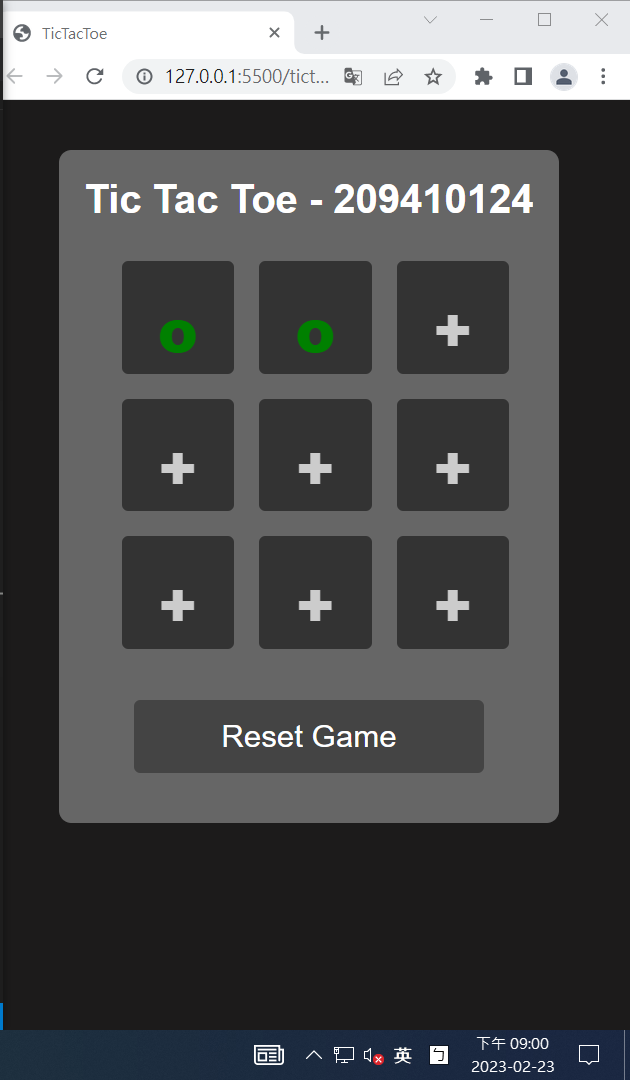 TicTacToe
127.0.0.1:5500/tict...
Tic Tac Toe - 209410124
o o +
+ + +
+ + +
Reset Game
英
ㄅ
下午 09:00
2023-02-23